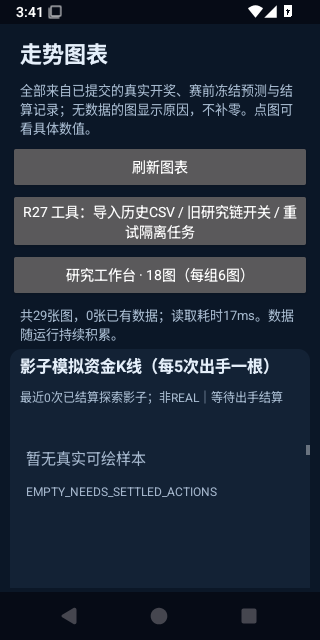 3:41
走势图表
全部来自已提交的真实开奖、赛前冻结预测与结
算记录；无数据的图显示原因，不补零。点图可
看具体数值。
刷新图表
R27 工具：导入历史CSV / 旧研究链开关 / 重
试隔离任务
研究工作台 · 18图（每组6图）
共29张图，0张已有数据；读取耗时17ms。数据
随运行持续积累。
影子模拟资金K线（每5次出手一根）
最近0次已结算探索影子；非REAL｜等待出手结算
暂无真实可绘样本
EMPTY_NEEDS_SETTLED_ACTIONS